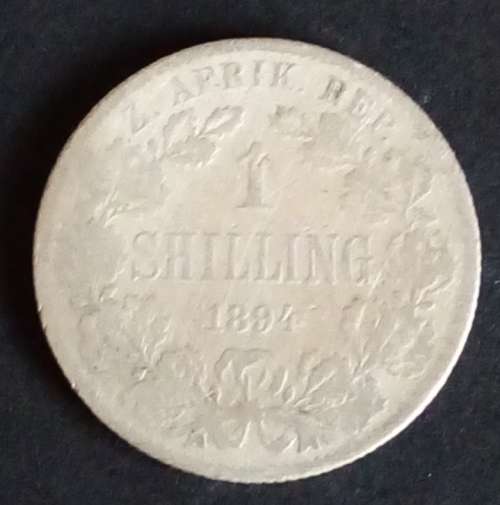 Z. AFRIK. REP.
1
SHILLING
1894